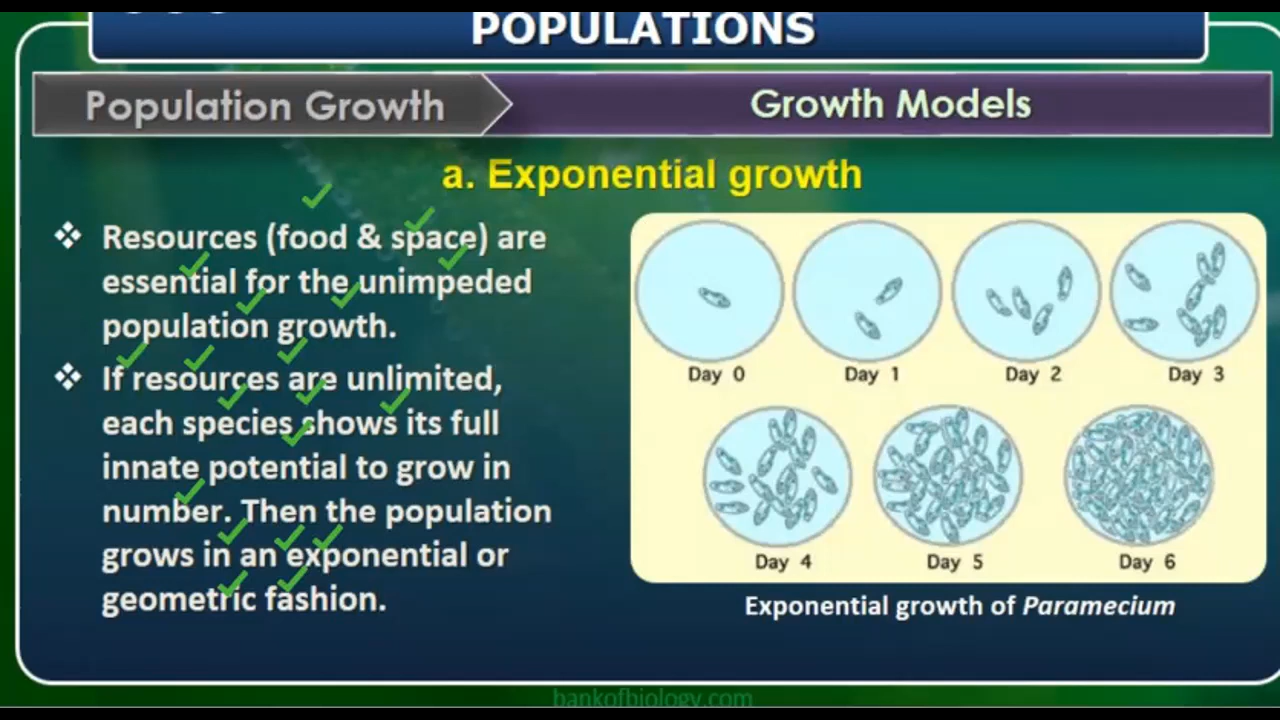 POPULATIONS
Population Growth
Growth Models
a. Exponential growth
Resources (food & space) are
essential for the unimpeded
population growth.
If resources are unlimited,
each species shows its full
innate potential to grow in
number. Then the population
grows in an exponential or
geometric fashion.
Day 0
Day 1
Day 2
Day 3
Day 4
Day 5
Day 6
Exponential growth of Paramecium
bankofbiology.com